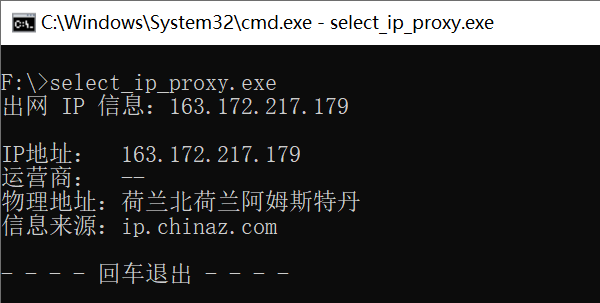 C:\Windows\System32\cmd.exe - select_ip_proxy.exe
F:\>select_ip_proxy.exe
出网 IP 信息：163.172.217.179
IP地址：  163.172.217.179
运营商：  --
物理地址：荷兰北荷兰阿姆斯特丹
信息来源：ip.chinaz.com
- - - - 回车退出 - - - -